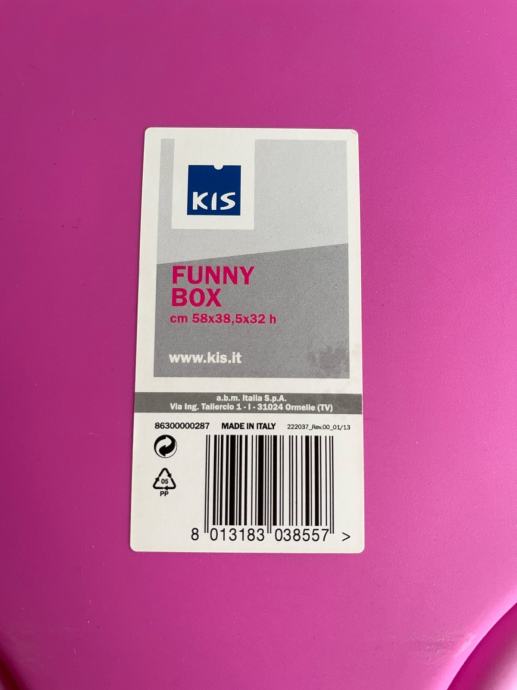 KIS
FUNNY
BOX
cm 58x38,5x32 h
www.kis.it
a.b.m. Italia S.p.A.
Via Ing. Taliercio 1 - I - 31024 Ormelle (TV)
86300000287 MADE IN ITALY 222037_Rev.00_01/13
05
PP
8 013183 038557 >